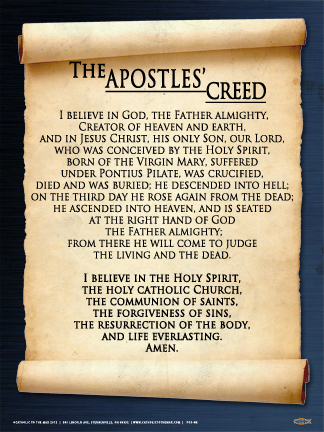 The Apostles' Creed
I believe in God, the Father almighty,
Creator of heaven and earth,
and in Jesus Christ, his only Son, our Lord,
who was conceived by the Holy Spirit,
born of the Virgin Mary, suffered
under Pontius Pilate, was crucified,
died and was buried; he descended into hell;
on the third day he rose again from the dead;
he ascended into heaven, and is seated
at the right hand of God
the Father almighty;
from there he will come to judge
the living and the dead.
I believe in the Holy Spirit,
the holy catholic Church,
the communion of saints,
the forgiveness of sins,
the resurrection of the body,
and life everlasting.
Amen.